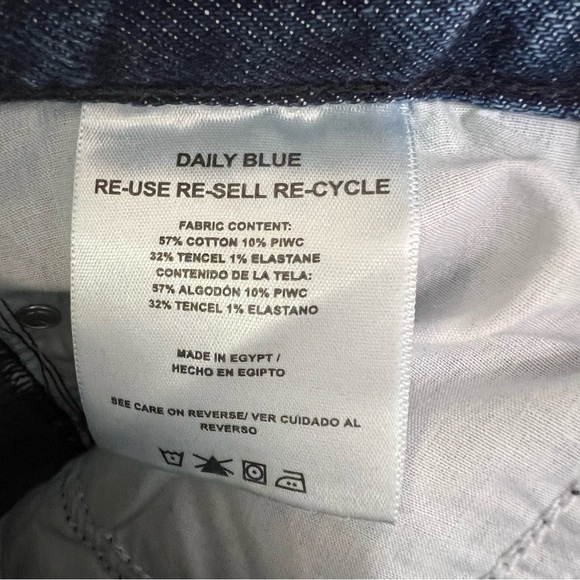 DAILY BLUE
RE-USE RE-SELL RE-CYCLE
FABRIC CONTENT:
57% COTTON 10% PIWC
32% TENCEL 1% ELASTANE
CONTENIDO DE LA TELA:
57% ALGODÓN 10% PIWC
32% TENCEL 1% ELASTANO
MADE IN EGYPT /
HECHO EN EGIPTO
SEE CARE ON REVERSE/ VER CUIDADO AL
REVERSO